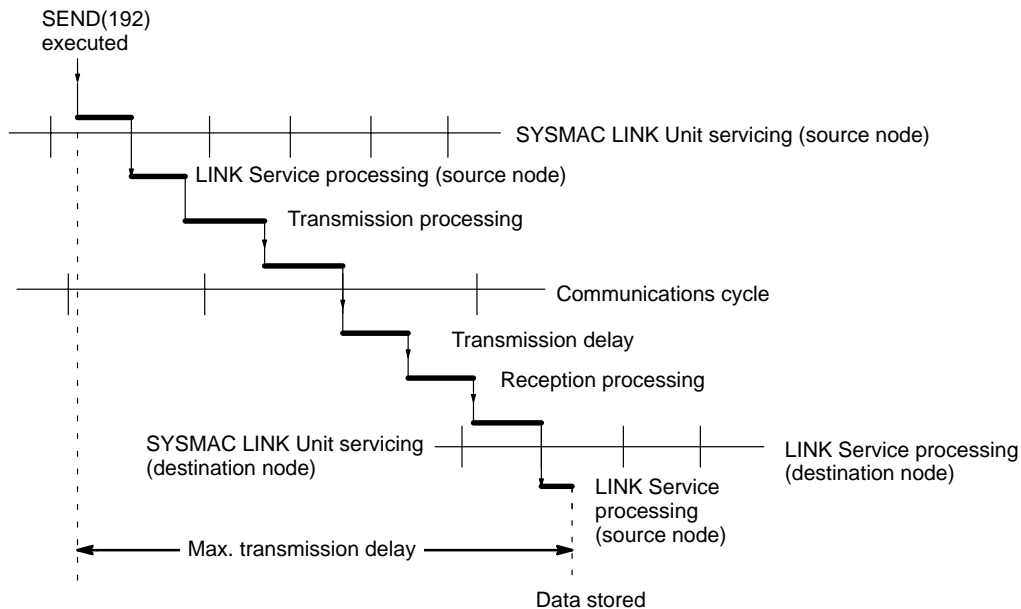 SEND(192)
executed
SYSMAC LINK Unit servicing (source node)
LINK Service processing (source node)
Transmission processing
Communications cycle
Transmission delay
Reception processing
SYSMAC LINK Unit servicing
(destination node)
LINK Service processing
(destination node)
LINK Service
processing
(source node)
Max. transmission delay
Data stored